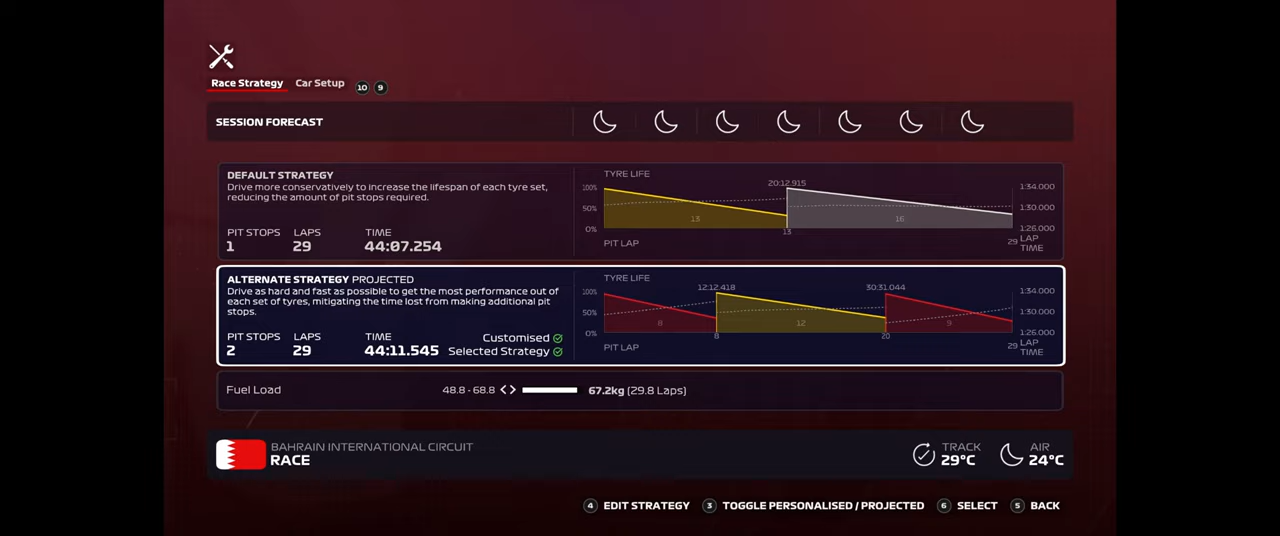 Race Strategy Car Setup 10 9
SESSION FORECAST
DEFAULT STRATEGY
Drive more conservatively to increase the lifespan of each tyre set,
reducing the amount of pit stops required.
PIT STOPS LAPS TIME
1 29 44:07.254
TYRE LIFE
20:12.915
100%
50%
0%
13 16
1:34.000
1:30.000
1:26.000
13
29 LAP TIME
PIT LAP
ALTERNATE STRATEGY PROJECTED
Drive as hard and fast as possible to get the most performance out of
each set of tyres, mitigating the time lost from making additional pit
stops.
PIT STOPS LAPS TIME
2 29 44:11.545
Customised
Selected Strategy
TYRE LIFE
12:12.418 30:31.044
100%
50%
0%
8 12 9
1:34.000
1:30.000
1:26.000
8 20
29 LAP TIME
PIT LAP
Fuel Load 48.8 - 68.8 67.2kg (29.8 Laps)
BAHRAIN INTERNATIONAL CIRCUIT
RACE
TRACK
29°C
AIR
24°C
4 EDIT STRATEGY 3 TOGGLE PERSONALISED / PROJECTED 6 SELECT 5 BACK